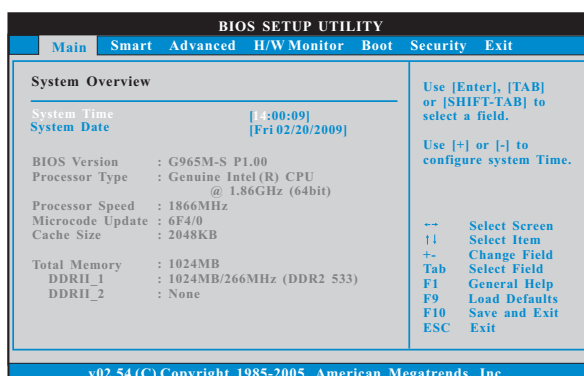 BIOS SETUP UTILITY
Main Smart Advanced H/W Monitor Boot Security Exit
System Overview
System Time [14:00:09]
System Date [Fri 02/20/2009]
BIOS Version : G965M-S P1.00
Processor Type : Genuine Intel (R) CPU
@ 1.86GHz (64bit)
Processor Speed : 1866MHz
Microcode Update : 6F4/0
Cache Size : 2048KB
Total Memory : 1024MB
DDRII_1 : 1024MB/266MHz (DDR2 533)
DDRII_2 : None
Use [Enter], [TAB]
or [SHIFT-TAB] to
select a field.
Use [+] or [-] to
configure system Time.
←→ Select Screen
↑↓ Select Item
+- Change Field
Tab Select Field
F1 General Help
F9 Load Defaults
F10 Save and Exit
ESC Exit
v02.54 (C) Copyright 1985-2005, American Megatrends, Inc.